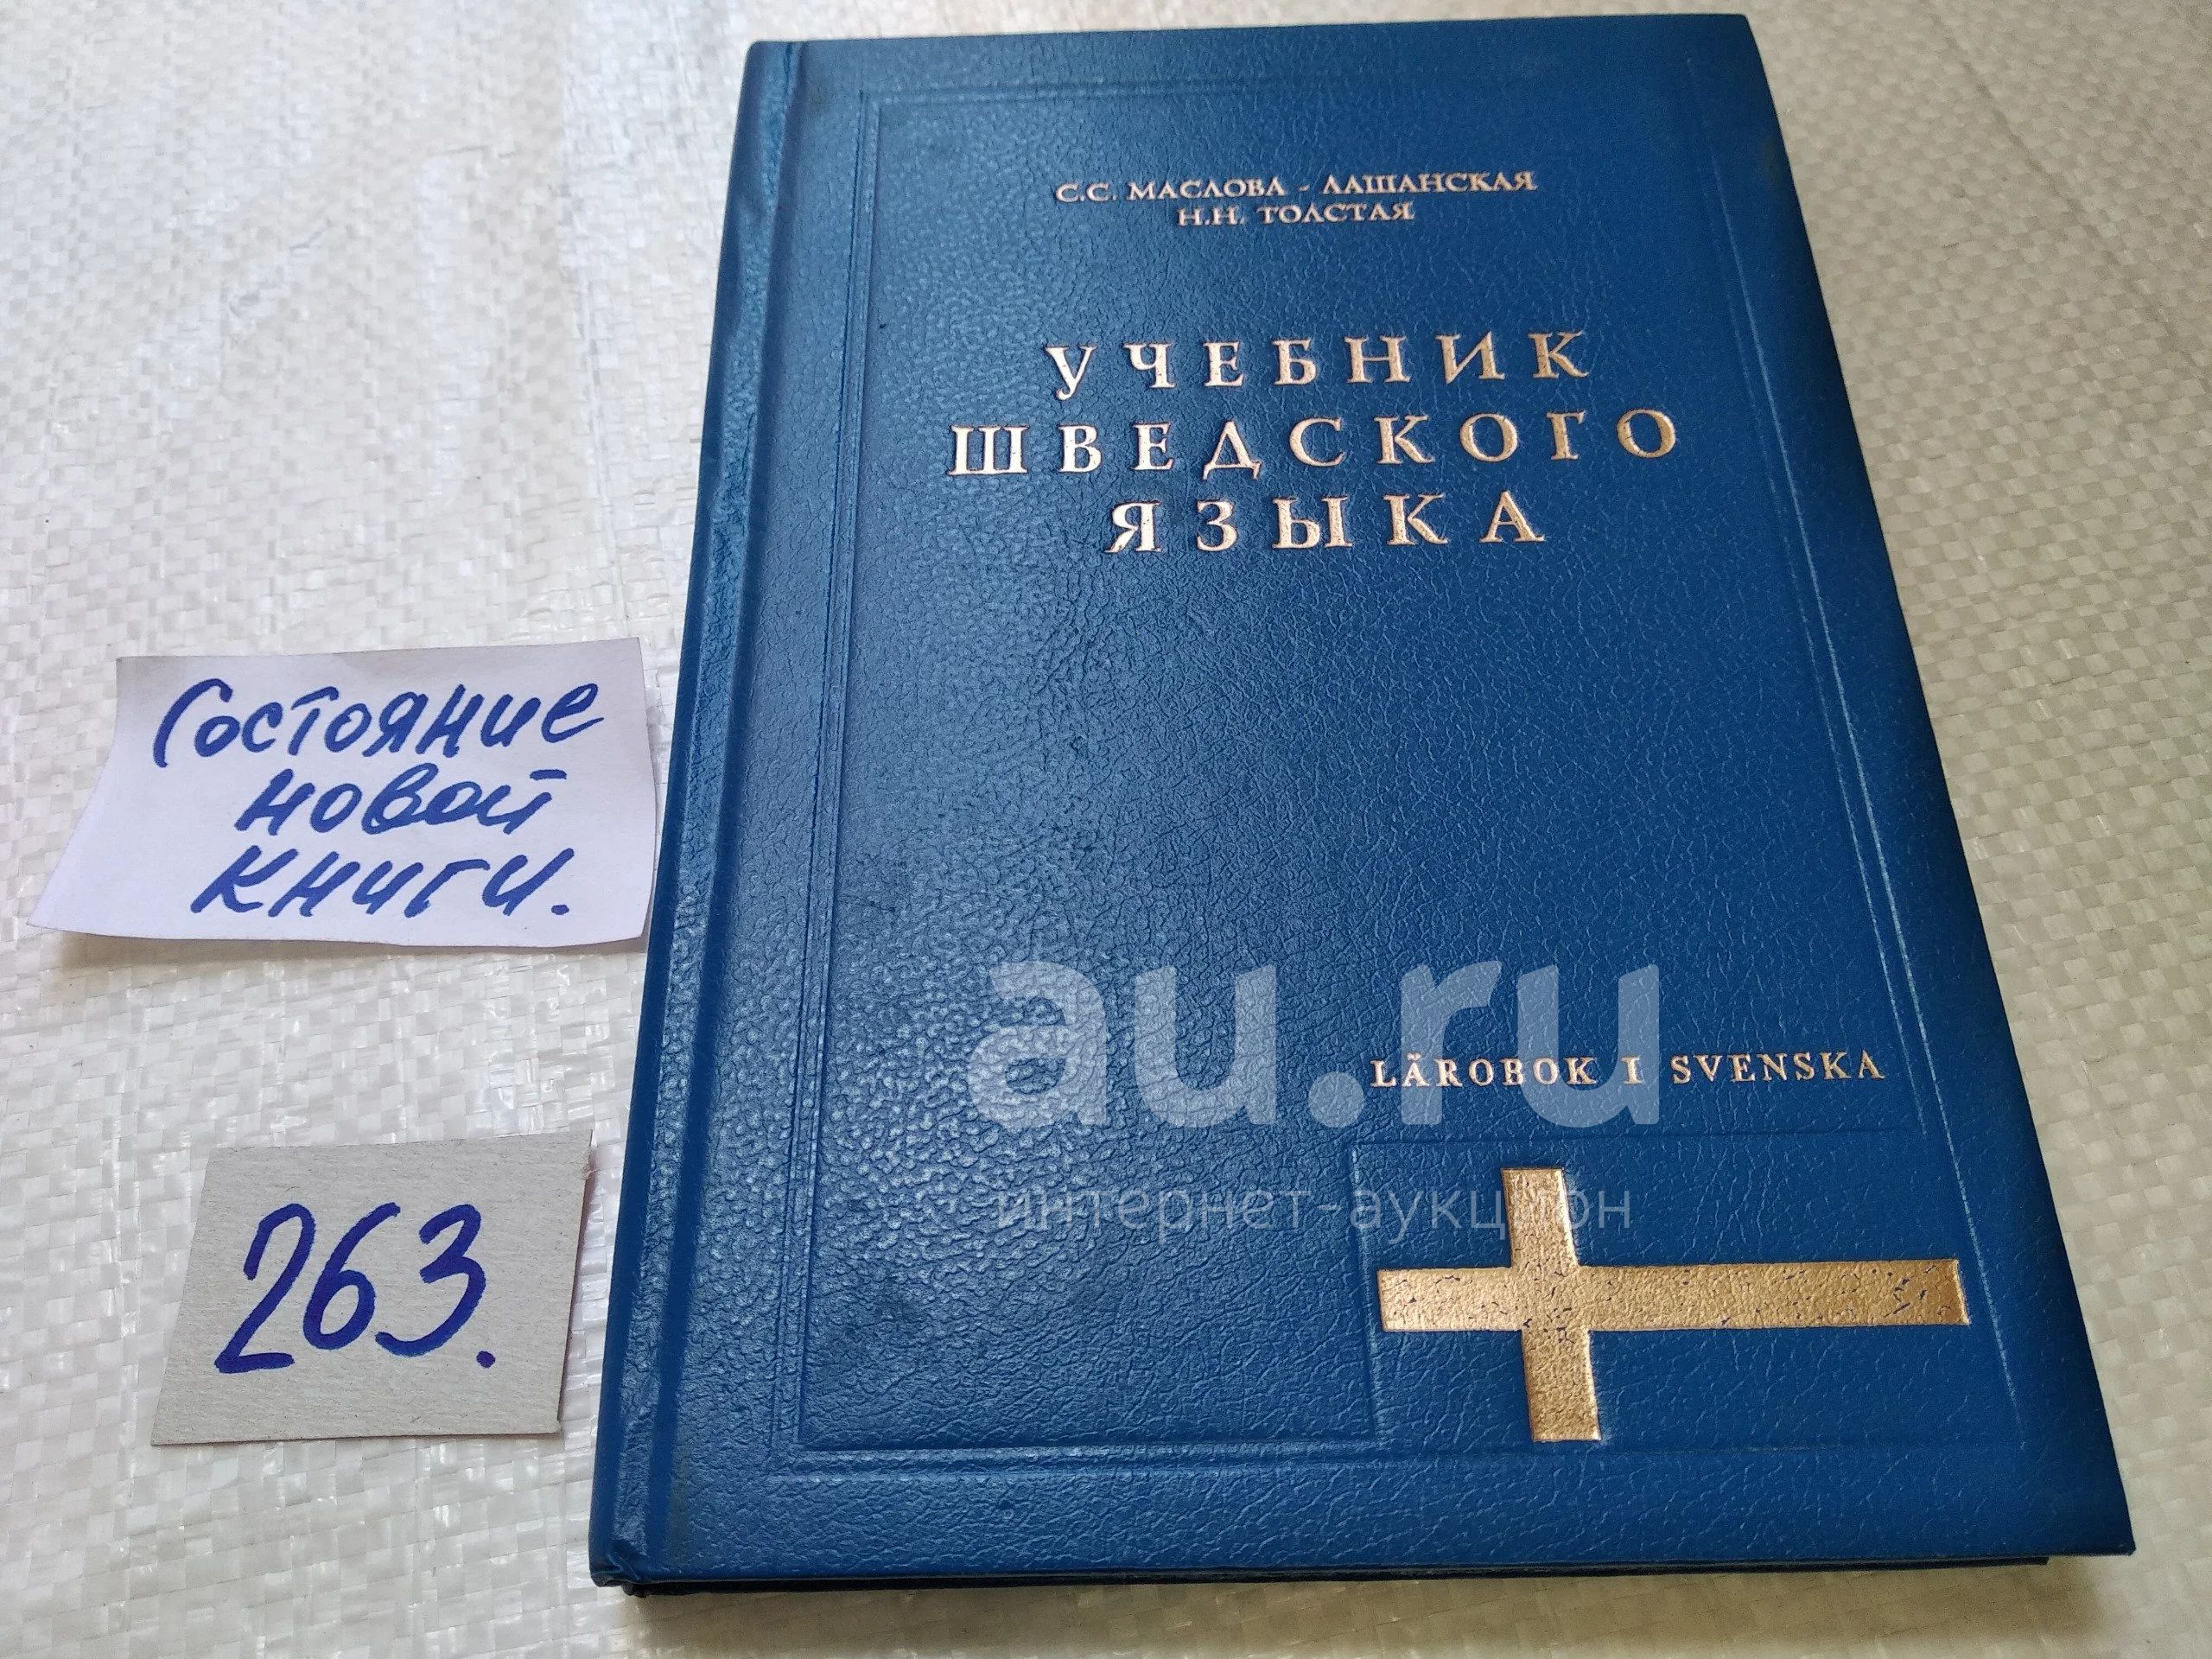 С.С. МАСЛОВА - ЛАШАНСКАЯ
Н.Н. ТОЛСТАЯ
УЧЕБНИК
ШВЕДСКОГО
ЯЗЫКА
Состояние
новой
книги.
au.ru
LÄROBOK I SVENSKA
интернет-аукцион
263.